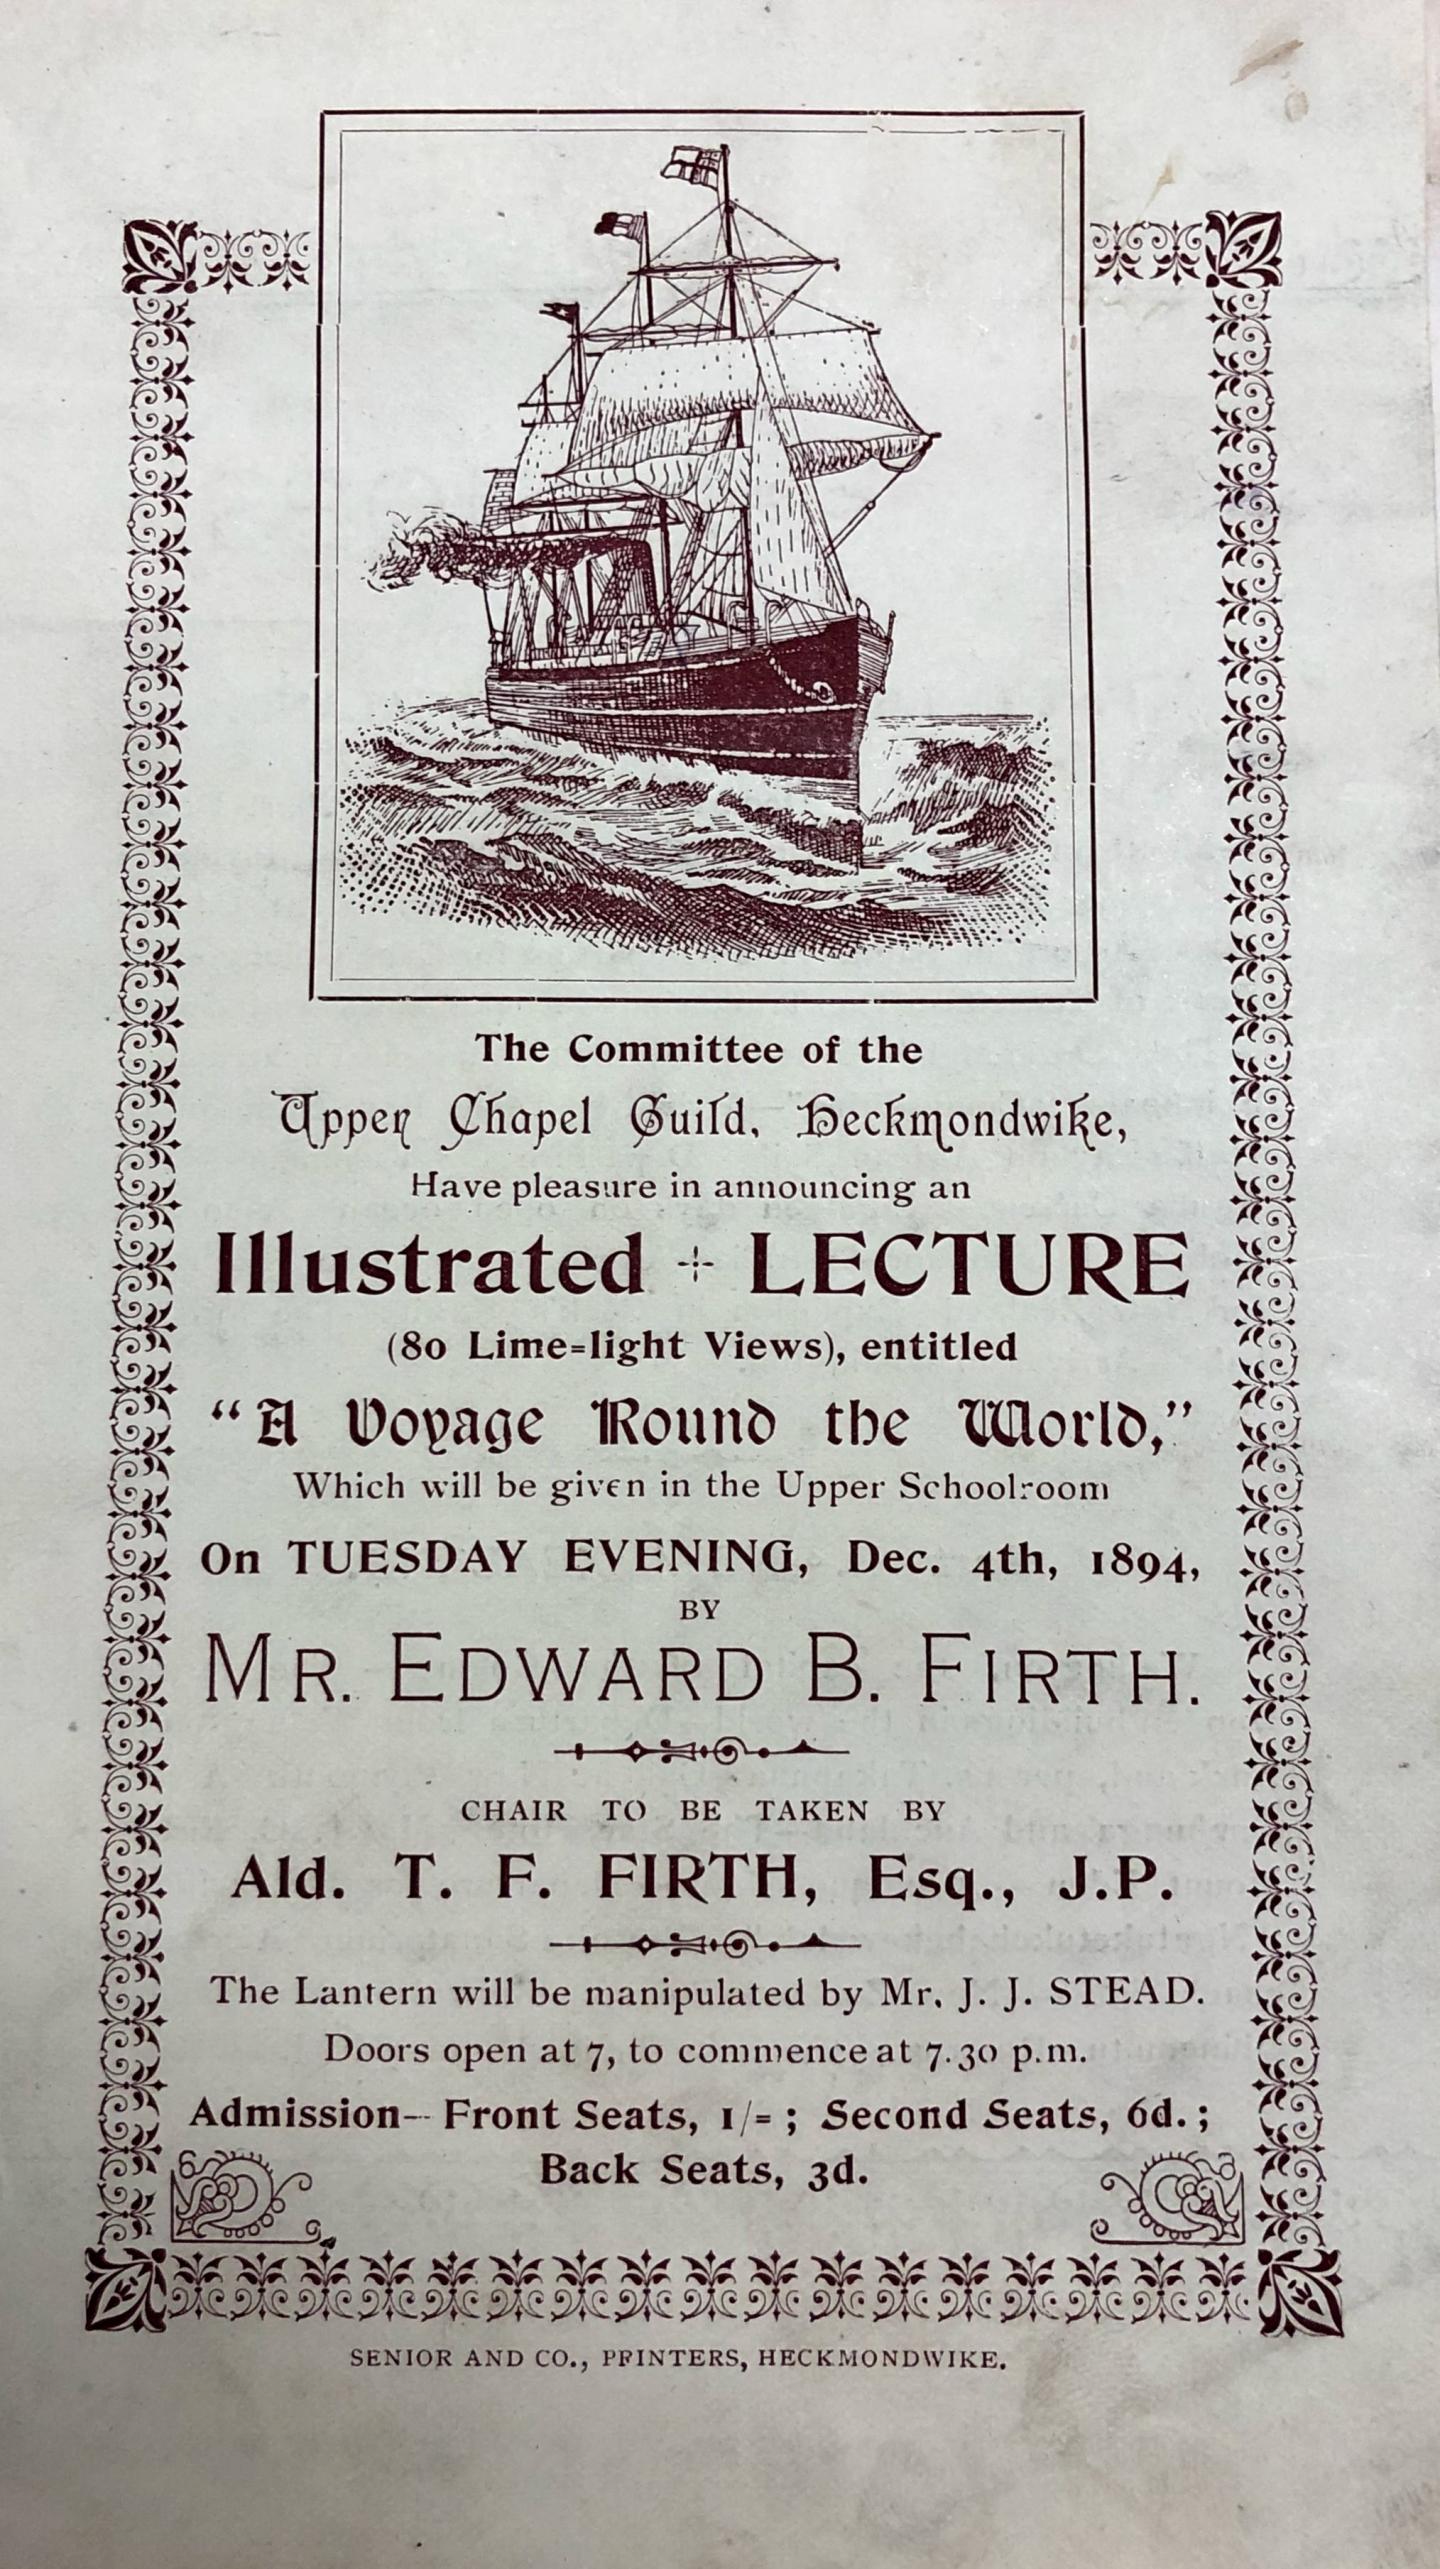 The Committee of the
Upper Chapel Guild, Heckmondwike,
Have pleasure in announcing an
Illustrated ÷ LECTURE
(80 Lime=light Views), entitled
"A Voyage Round the World,"
Which will be given in the Upper Schoolroom
On TUESDAY EVENING, Dec. 4th, 1894,
BY
MR. EDWARD B. FIRTH.
CHAIR TO BE TAKEN BY
Ald. T. F. FIRTH, Esq., J.P.
The Lantern will be manipulated by Mr. J. J. STEAD.
Doors open at 7, to commence at 7.30 p.m.
Admission—Front Seats, 1/= ; Second Seats, 6d. ;
Back Seats, 3d.
SENIOR AND CO., PRINTERS, HECKMONDWIKE.